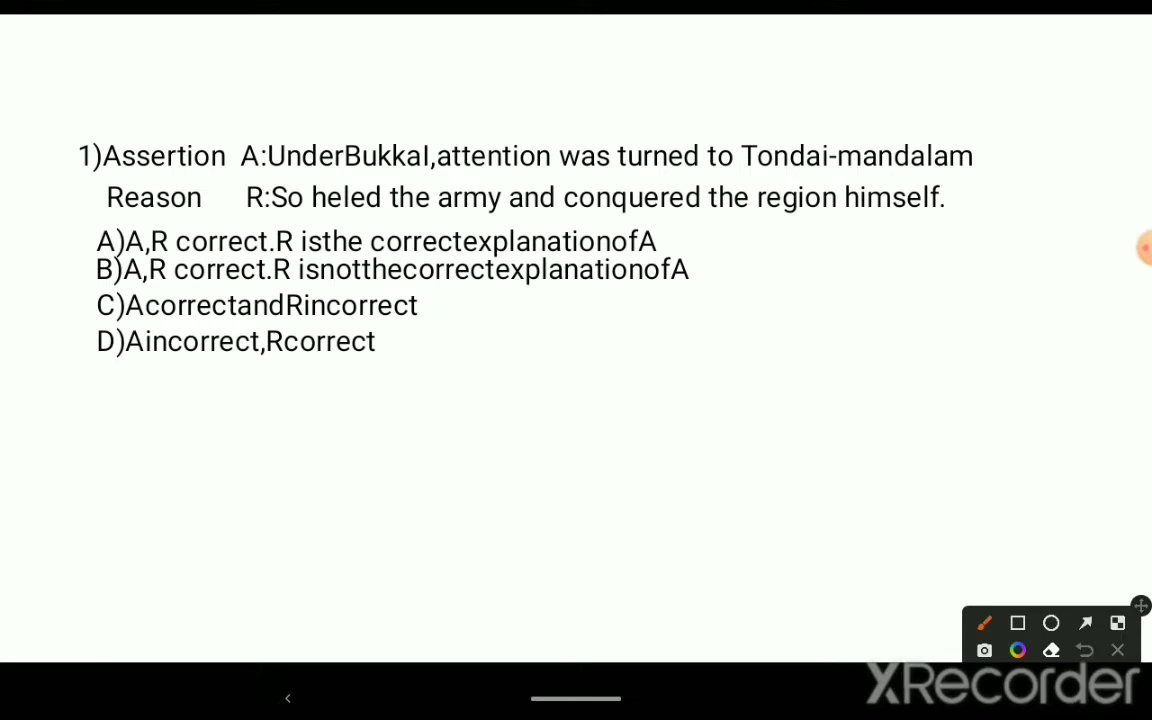 1)Assertion A:UnderBukkaI,attention was turned to Tondai-mandalam
Reason R:So heled the army and conquered the region himself.
A)A,R correct.R isthe correctexplanationofA
B)A,R correct.R isnotthecorrectexplanationofA
C)AcorrectandRincorrect
D)Aincorrect,Rcorrect
XRecorder